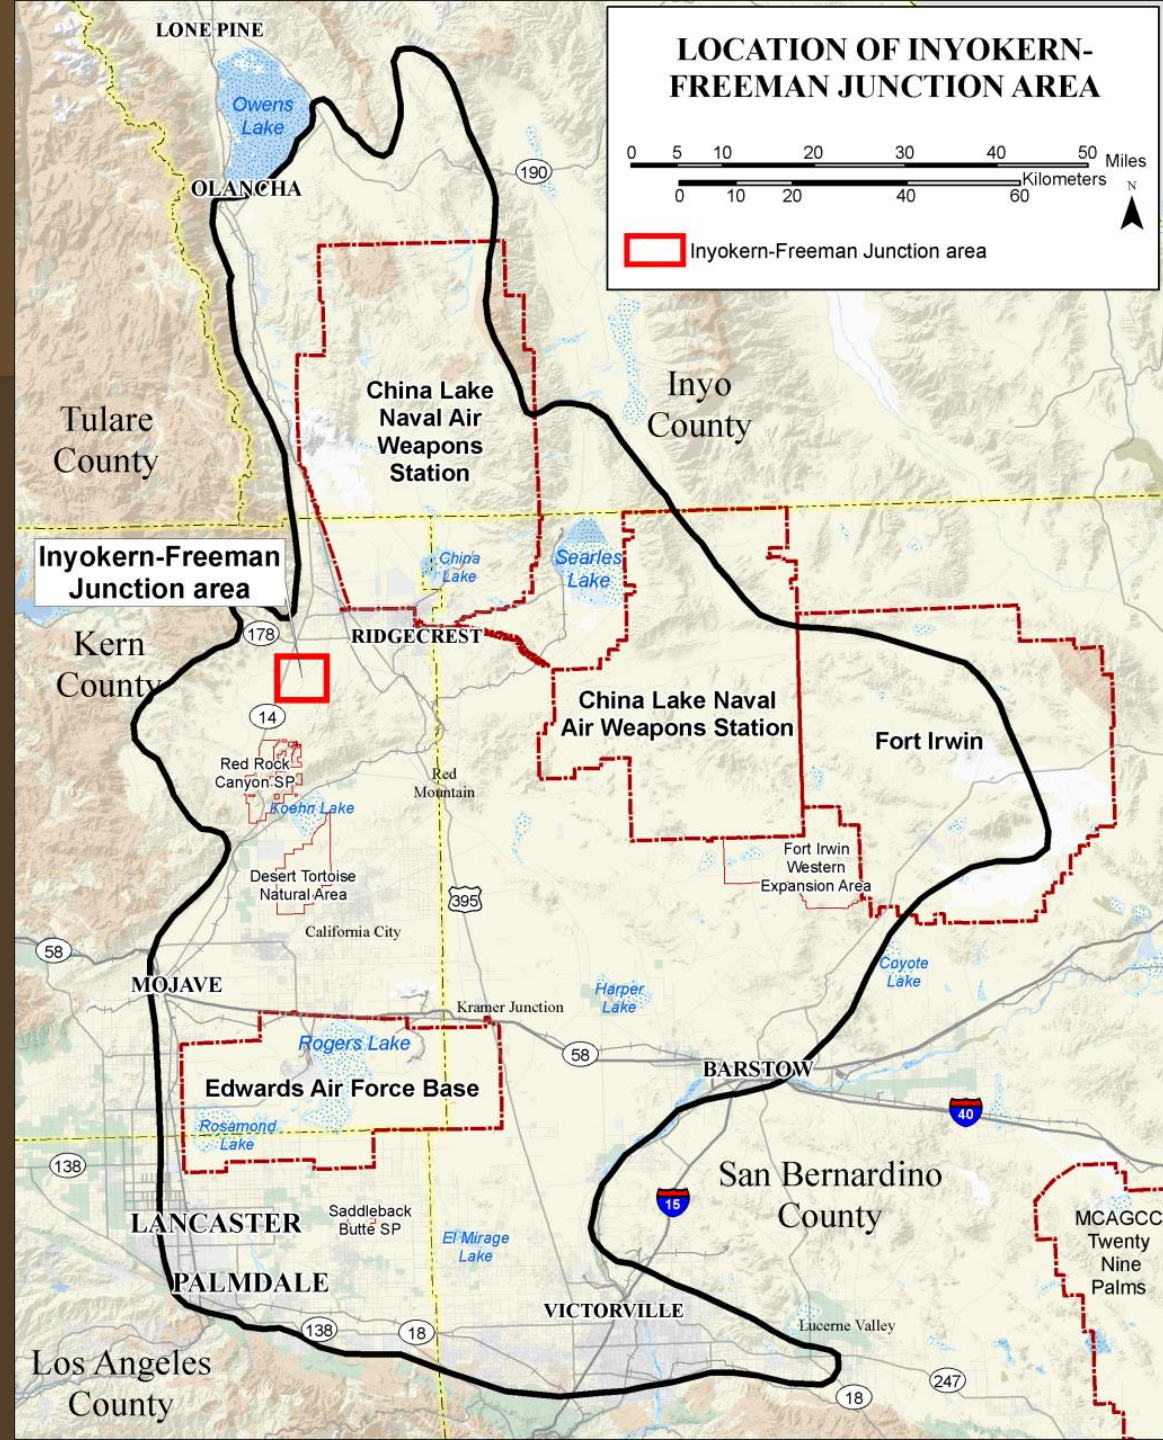 LOCATION OF INYOKERN-
FREEMAN JUNCTION AREA
0 5 10 20 30 40 50 Miles
Kilometers
0 10 20 40 60
N
Inyokern-Freeman Junction area
LONE PINE
Owens
Lake
OLANCHA
190
China Lake
Naval Air
Weapons
Station
Inyo
County
Tulare
County
Inyokern-Freeman
Junction area
China
Lake
Searles
Lake
178
RIDGECREST
Kern
County
14
China Lake Naval
Air Weapons Station
Fort Irwin
Red Rock
Canyon SP
Koehn Lake
Red
Mountain
Desert Tortoise
Natural Area
Fort Irwin
Western
Expansion Area
395
California City
58
MOJAVE
Kramer Junction
Harper
Lake
Coyote
Lake
Rogers Lake
58
BARSTOW
Edwards Air Force Base
40
Rosamond
Lake
138
San Bernardino
County
15
LANCASTER
Saddleback
Butte SP
El Mirage
Lake
MCAGCC
Twenty
Nine
Palms
PALMDALE
VICTORVILLE
Lucerne Valley
138
18
Los Angeles
County
18
247